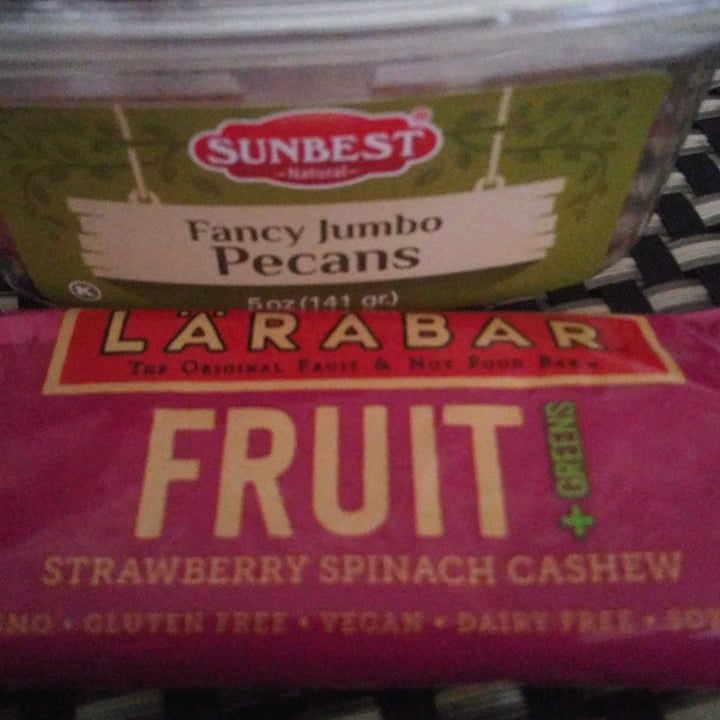 SUNBEST®
Natural
Fancy Jumbo
Pecans
K
5 oz (141 gr.)
LÄRABAR
THE ORIGINAL FRUIT & NUT FOOD BAR
FRUIT
+ GREENS
STRAWBERRY SPINACH CASHEW
GMO • GLUTEN FREE • VEGAN • DAIRY FREE •